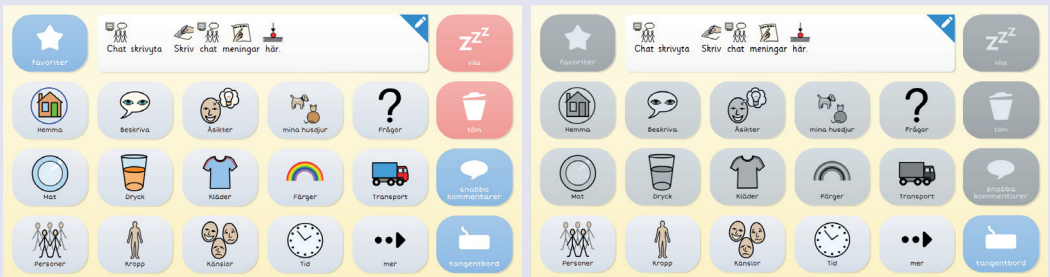 favoriter
Chat skrivyta Skriv chat meningar här.
zzz
vila
Hemma Beskriva Åsikter mina husdjur ? Frågor töm
Mat Dryck Kläder Färger Transport snabba kommentarer
Personer Kropp Känslor Tid mer tangentbord
favoriter
Chat skrivyta Skriv chat meningar här.
zzz
vila
Hemma Beskriva Åsikter mina husdjur ? Frågor töm
Mat Dryck Kläder Färger Transport snabba kommentarer
Personer Kropp Känslor Tid mer tangentbord